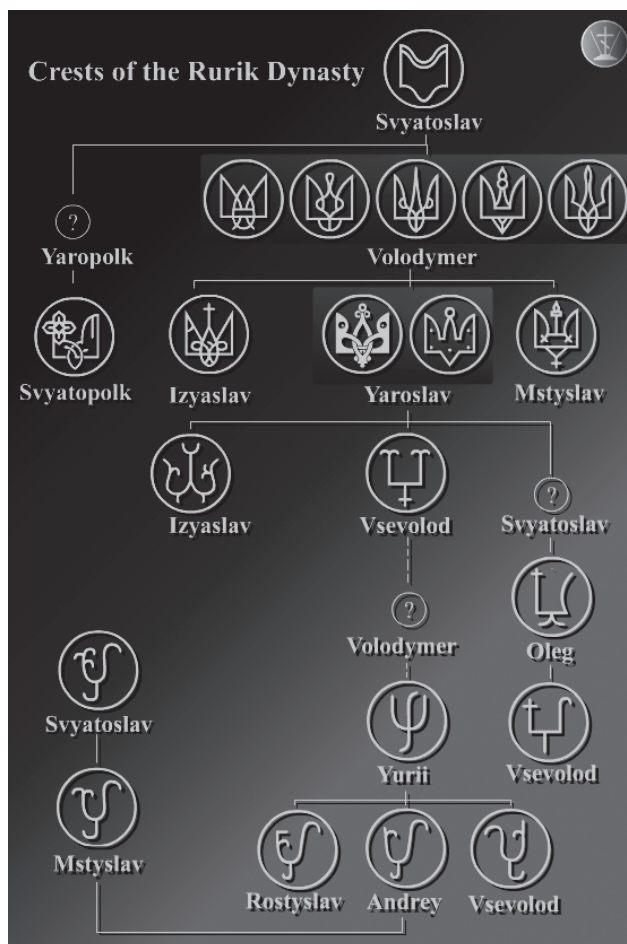 Crests of the Rurik Dynasty
Svyatoslav
?
Yaropolk
Volodymer
Svyatopolk
Izyaslav
Yaroslav
Mstyslav
Izyaslav
Vsevolod
?
Svyatoslav
?
Volodymer
Oleg
Svyatoslav
Yurii
Vsevolod
Mstyslav
Rostyslav
Andrey
Vsevolod